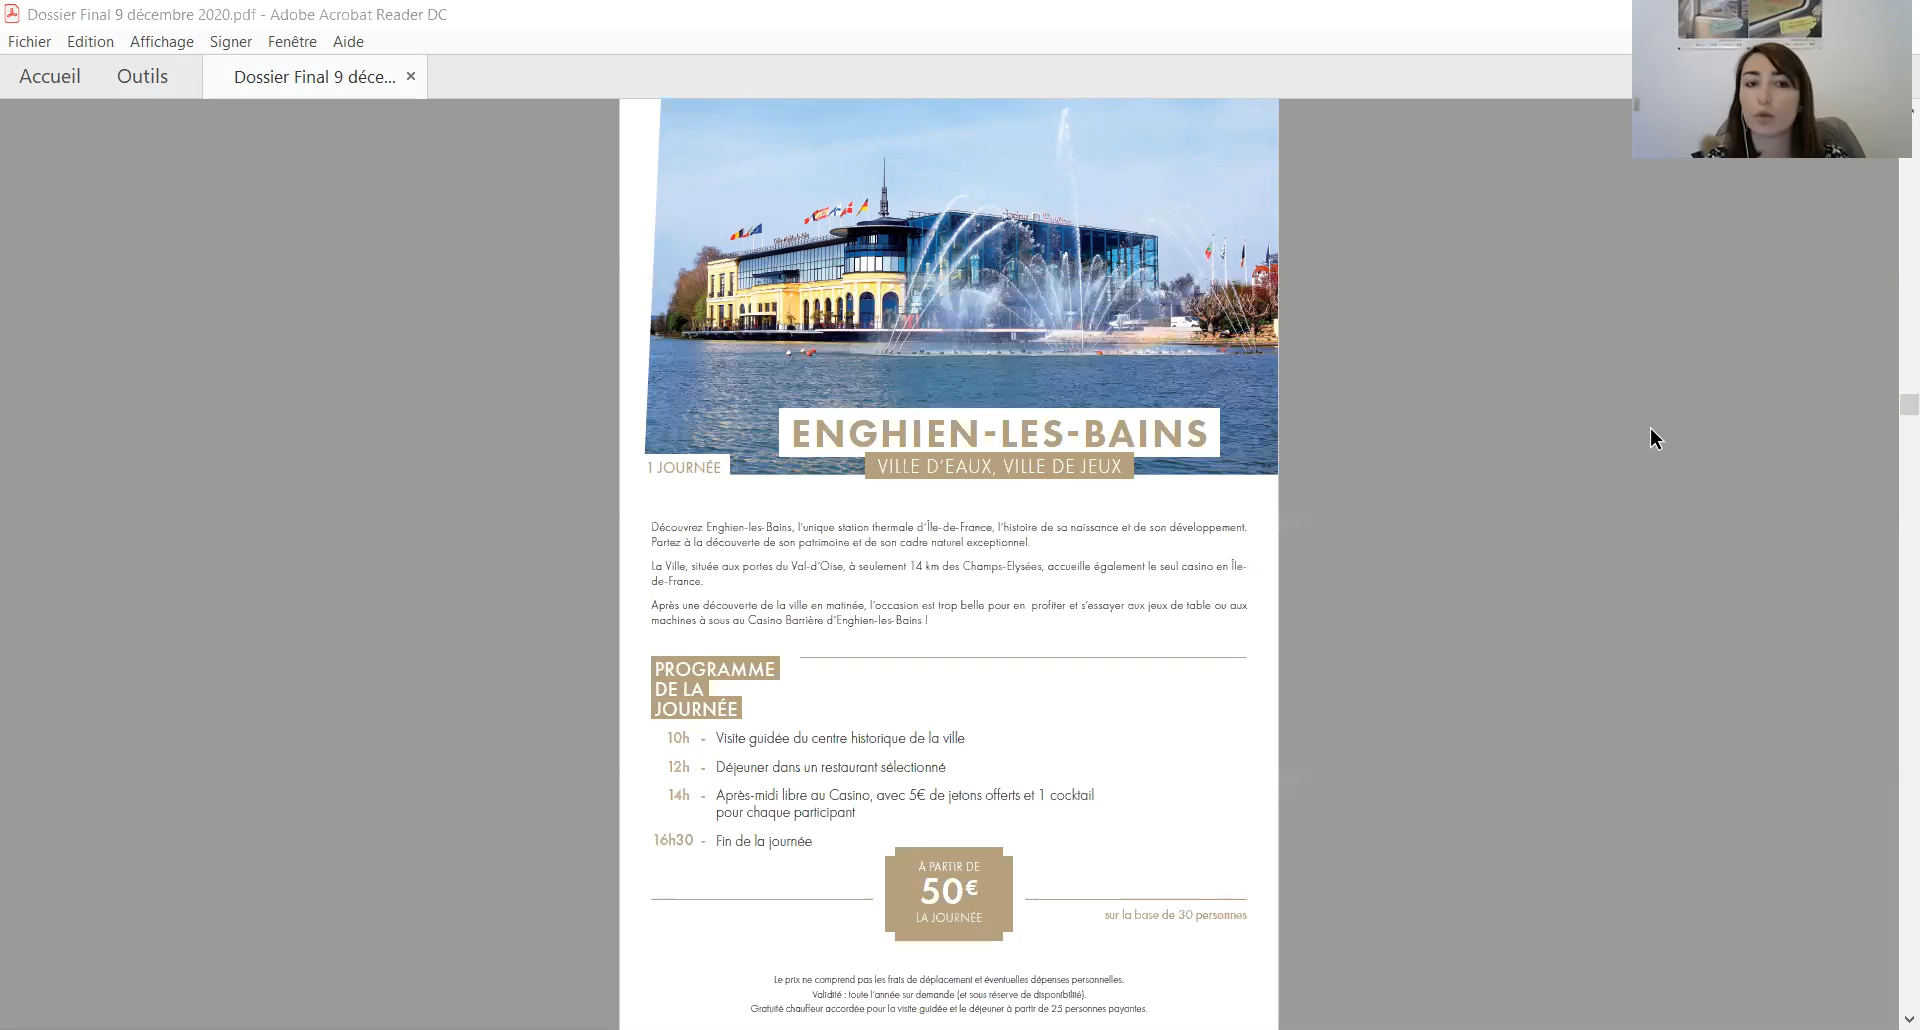 Dossier Final 9 décembre 2020.pdf - Adobe Acrobat Reader DC
Fichier Edition Affichage Signer Fenêtre Aide
Accueil Outils Dossier Final 9 déce... ×
ENGHIEN-LES-BAINS
1 JOURNÉE
VILLE D'EAUX, VILLE DE JEUX
Découvrez Enghien-les-Bains, l'unique station thermale d'Île-de-France, l'histoire de sa naissance et de son développement.
Partez à la découverte de son patrimoine et de son cadre naturel exceptionnel.
La Ville, située aux portes du Val-d'Oise, à seulement 14 km des Champs-Elysées, accueille également le seul casino en Île-
de-France.
Après une découverte de la ville en matinée, l'occasion est trop belle pour en profiter et s'essayer aux jeux de table ou aux
machines à sous au Casino Barrière d'Enghien-les-Bains !
PROGRAMME
DE LA
JOURNÉE
10h - Visite guidée du centre historique de la ville
12h - Déjeuner dans un restaurant sélectionné
14h - Après-midi libre au Casino, avec 5€ de jetons offerts et 1 cocktail
pour chaque participant
16h30 - Fin de la journée
À PARTIR DE
50€
LA JOURNÉE
sur la base de 30 personnes
Le prix ne comprend pas les frais de déplacement et éventuelles dépenses personnelles.
Validité : toute l'année sur demande (et sous réserve de disponibilité).
Gratuité chauffeur accordée pour la visite guidée et le déjeuner à partir de 25 personnes payantes.